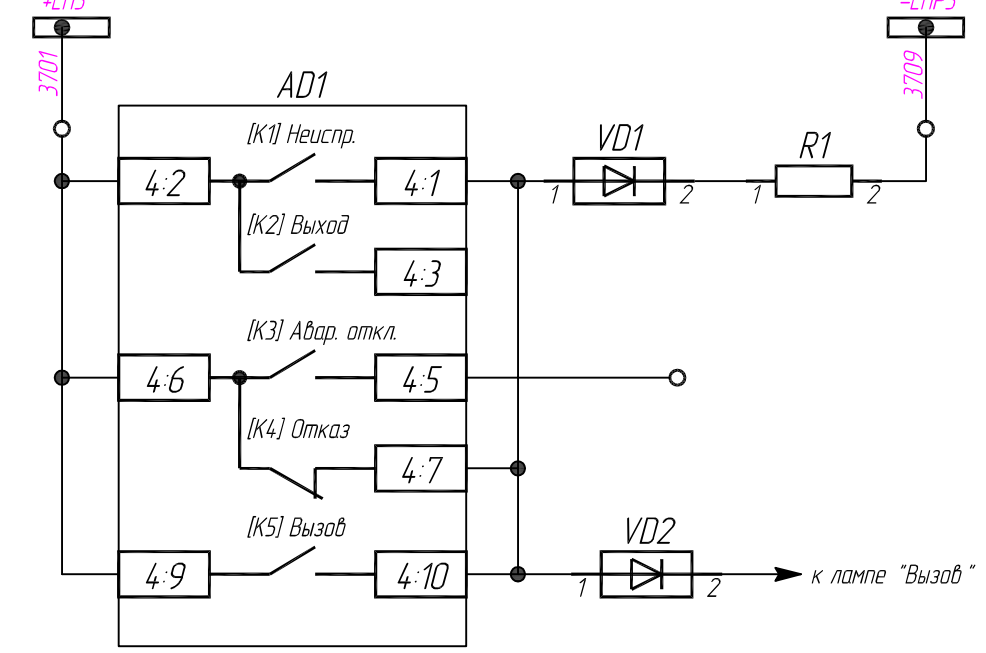 3701
3709
AD1
[K1] Неиспр.
VD1
R1
4:2
4:1
1
2
1
2
[K2] Выход
4:3
[K3] Авар. откл.
4:6
4:5
[K4] Отказ
4:7
[K5] Вызов
VD2
4:9
4:10
1
2
к лампе "Вызов"